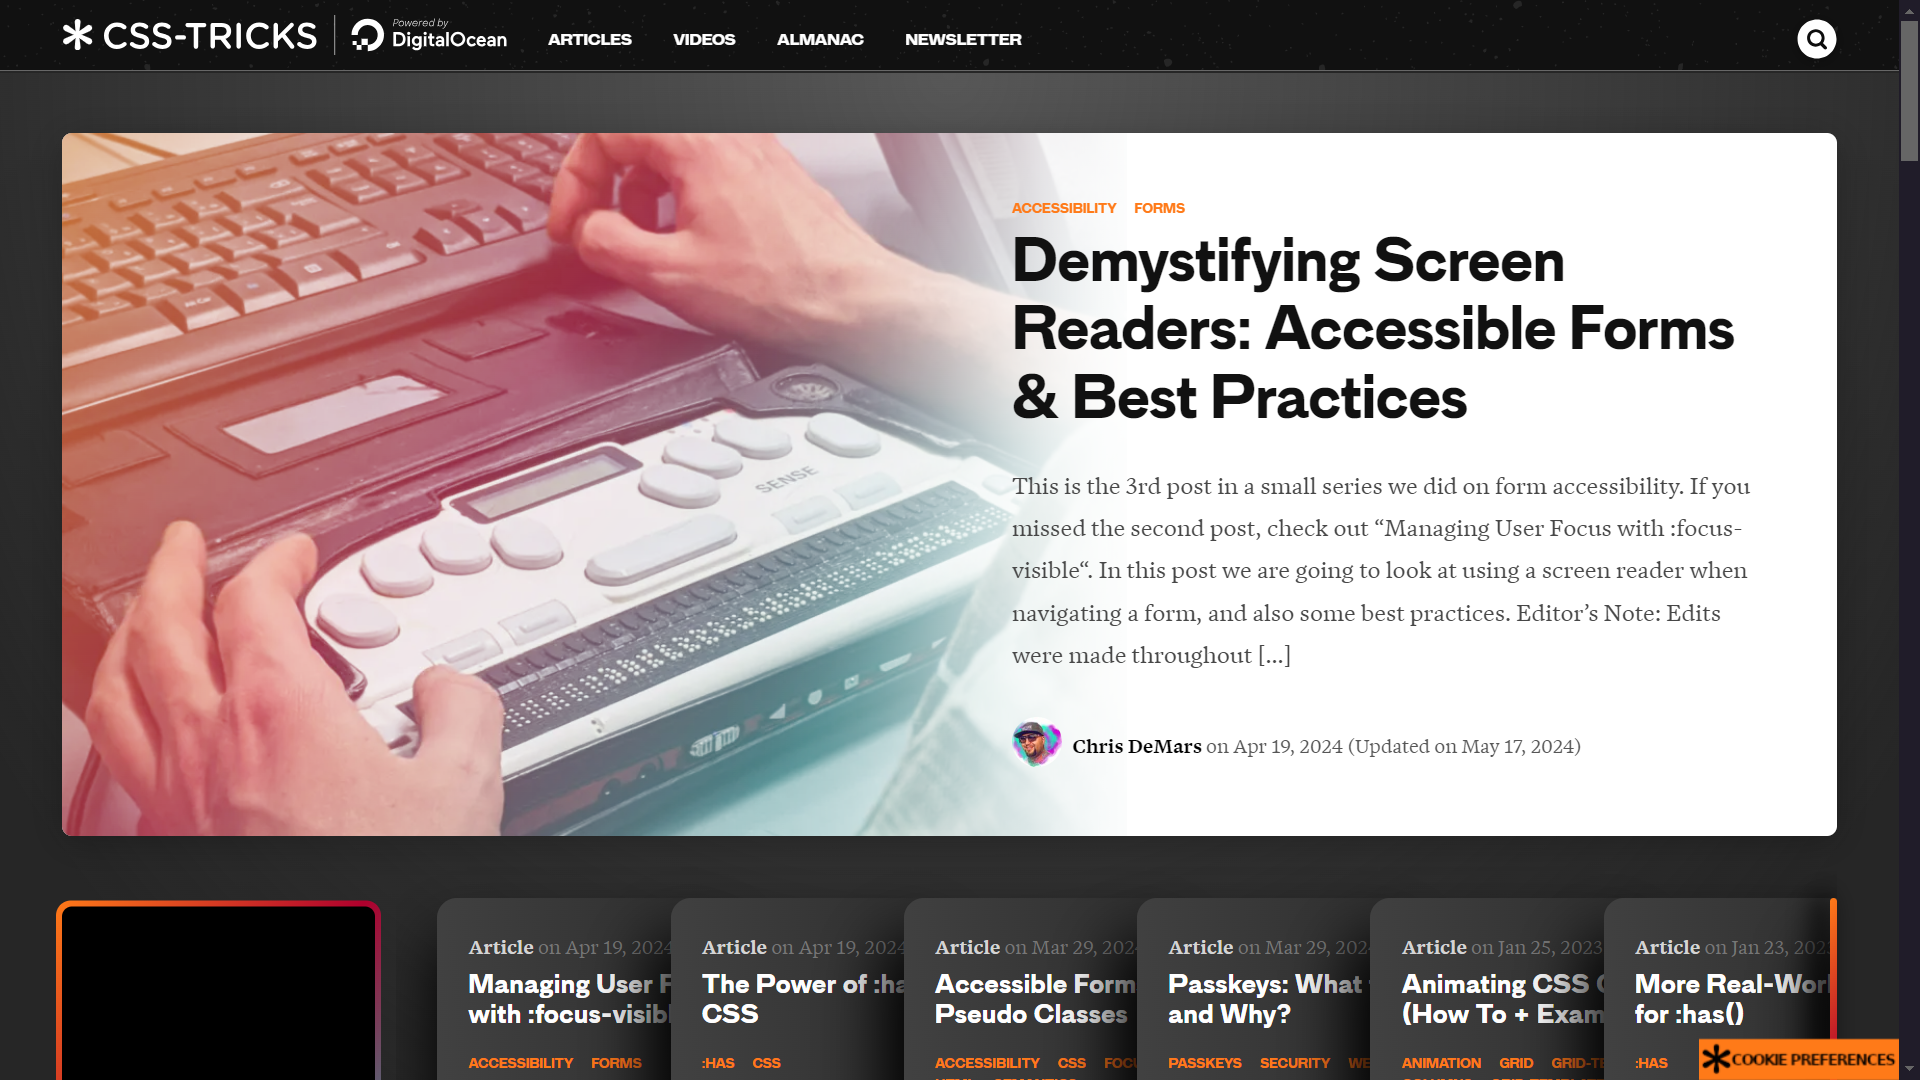 CSS-TRICKS
Powered by
DigitalOcean
ARTICLES VIDEOS ALMANAC NEWSLETTER
ACCESSIBILITY FORMS
Demystifying Screen
Readers: Accessible Forms
& Best Practices
This is the 3rd post in a small series we did on form accessibility. If you
missed the second post, check out “Managing User Focus with :focus-
visible“. In this post we are going to look at using a screen reader when
navigating a form, and also some best practices. Editor’s Note: Edits
were made throughout […]
Chris DeMars on Apr 19, 2024 (Updated on May 17, 2024)
SENSE
Article on Apr 19, 2024
Managing User F
with :focus-visibl
ACCESSIBILITY FORMS
Article on Apr 19, 2024
The Power of :ha
CSS
:HAS CSS
Article on Mar 29, 202
Accessible Form
Pseudo Classes
ACCESSIBILITY CSS FOCU
Article on Mar 29, 202
Passkeys: What
and Why?
PASSKEYS SECURITY WE
Article on Jan 25, 2023
Animating CSS G
(How To + Exam
ANIMATION GRID GRID-TE
Article on Jan 23, 202
More Real-Worl
for :has()
:HAS
COOKIE PREFERENCES